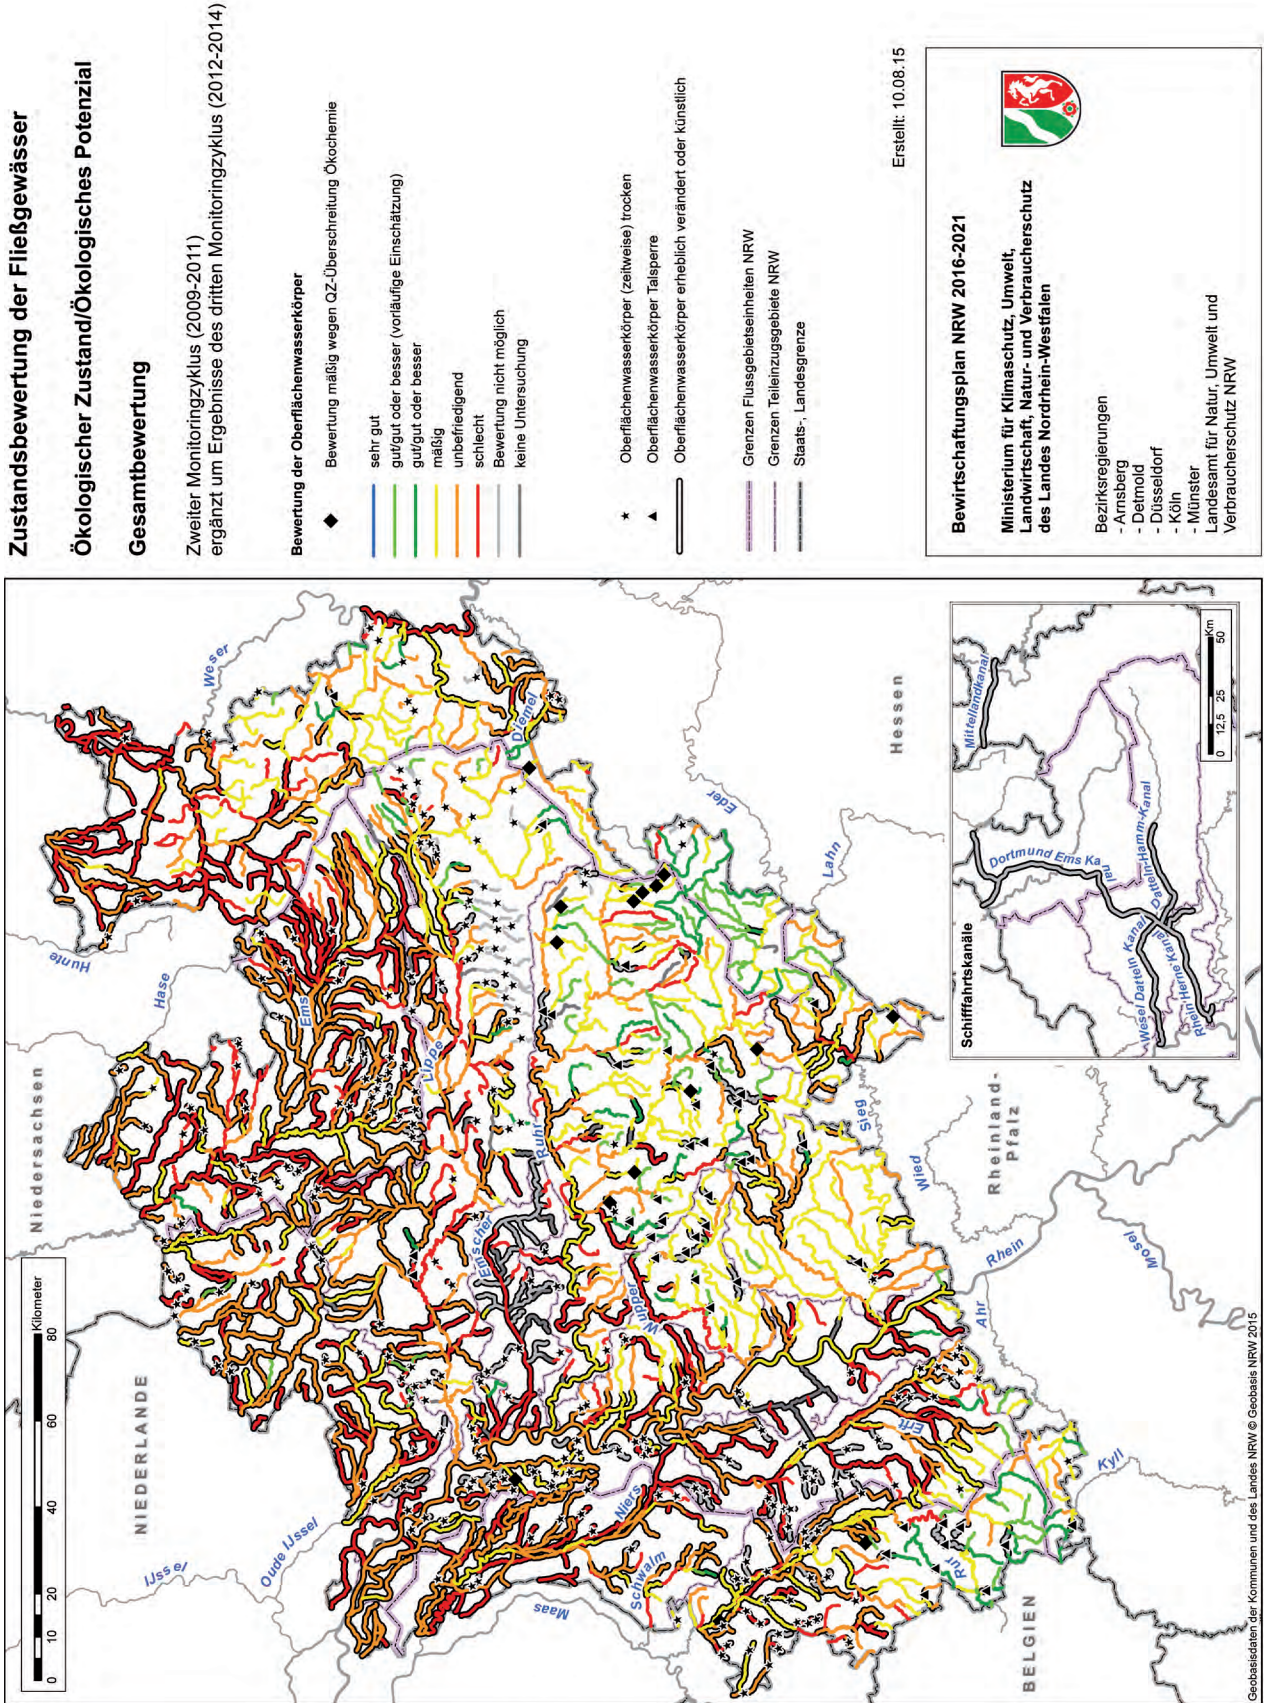 Zustandsbewertung der Fließgewässer
Ökologischer Zustand/Ökologisches Potenzial
Gesamtbewertung
Zweiter Monitoringzyklus (2009-2011)
ergänzt um Ergebnisse des dritten Monitoringzyklus (2012-2014)
Bewertung der Oberflächenwasserkörper
Bewertung mäßig wegen QZ-Überschreitung Ökochemie
sehr gut
gut/gut oder besser (vorläufige Einschätzung)
gut/gut oder besser
mäßig
unbefriedigend
schlecht
Bewertung nicht möglich
keine Untersuchung
Oberflächenwasserkörper (zeitweise) trocken
Oberflächenwasserkörper Talsperre
Oberflächenwasserkörper erheblich verändert oder künstlich
Grenzen Flussgebietseinheiten NRW
Grenzen Teileinzugsgebiete NRW
Staats-, Landesgrenze
Erstellt: 10.08.15
Bewirtschaftungsplan NRW 2016-2021
Ministerium für Klimaschutz, Umwelt,
Landwirtschaft, Natur- und Verbraucherschutz
des Landes Nordrhein-Westfalen
Bezirksregierungen
- Arnsberg
- Detmold
- Düsseldorf
- Köln
- Münster
Landesamt für Natur, Umwelt und
Verbraucherschutz NRW
0 10 20 40 60 80
Kilometer
NIEDERLANDE
Niedersachsen
Hessen
Rheinland-
Pfalz
BELGIEN
IJssel
Oude IJssel
Maas
Niers
Schwalm
Rur
Erft
Kyll
Ahr
Rhein
Mosel
Wied
Sieg
Lahn
Eder
Diemel
Weser
Hunte
Hase
Ems
Lippe
Ruhr
Emscher
Wupper
Schifffahrtskanäle
Mittellandkanal
Dortmund Ems Kanal
Datteln-Hamm-Kanal
Wesel Datteln Kanal
Rhein-Herne Kanal
0 12,5 25 50
Km
Geobasisdaten der Kommunen und des Landes NRW © Geobasis NRW 2015